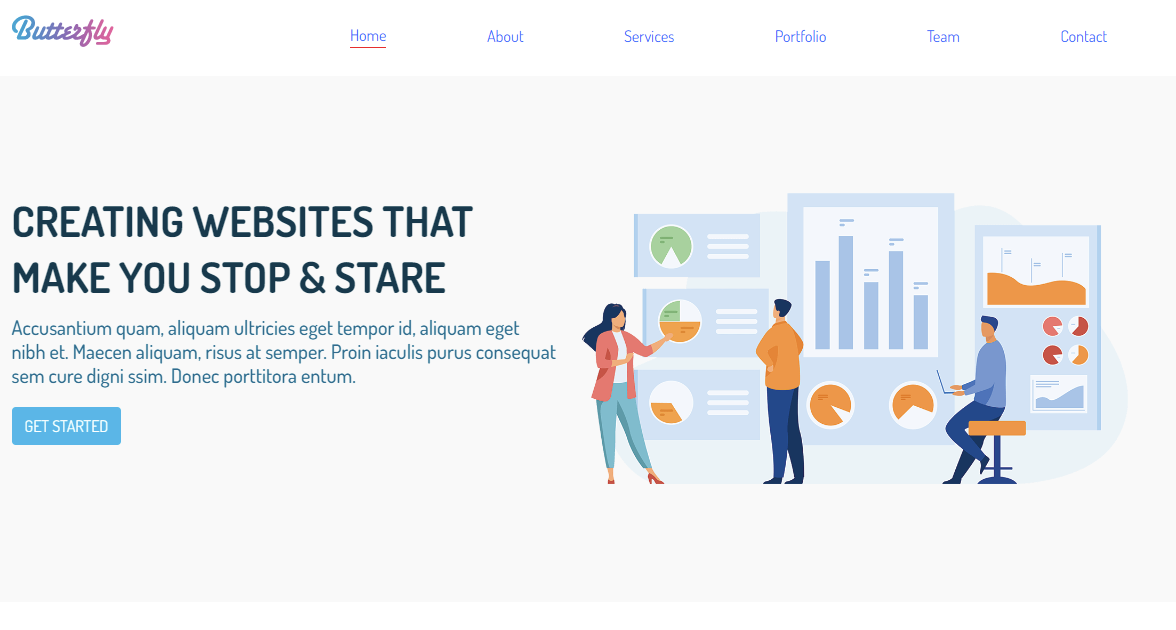 Butterfly
Home
About
Services
Portfolio
Team
Contact
CREATING WEBSITES THAT
MAKE YOU STOP & STARE
Accusantium quam, aliquam ultricies eget tempor id, aliquam eget
nibh et. Maecen aliquam, risus at semper. Proin iaculis purus consequat
sem cure digni ssim. Donec porttitora entum.
GET STARTED